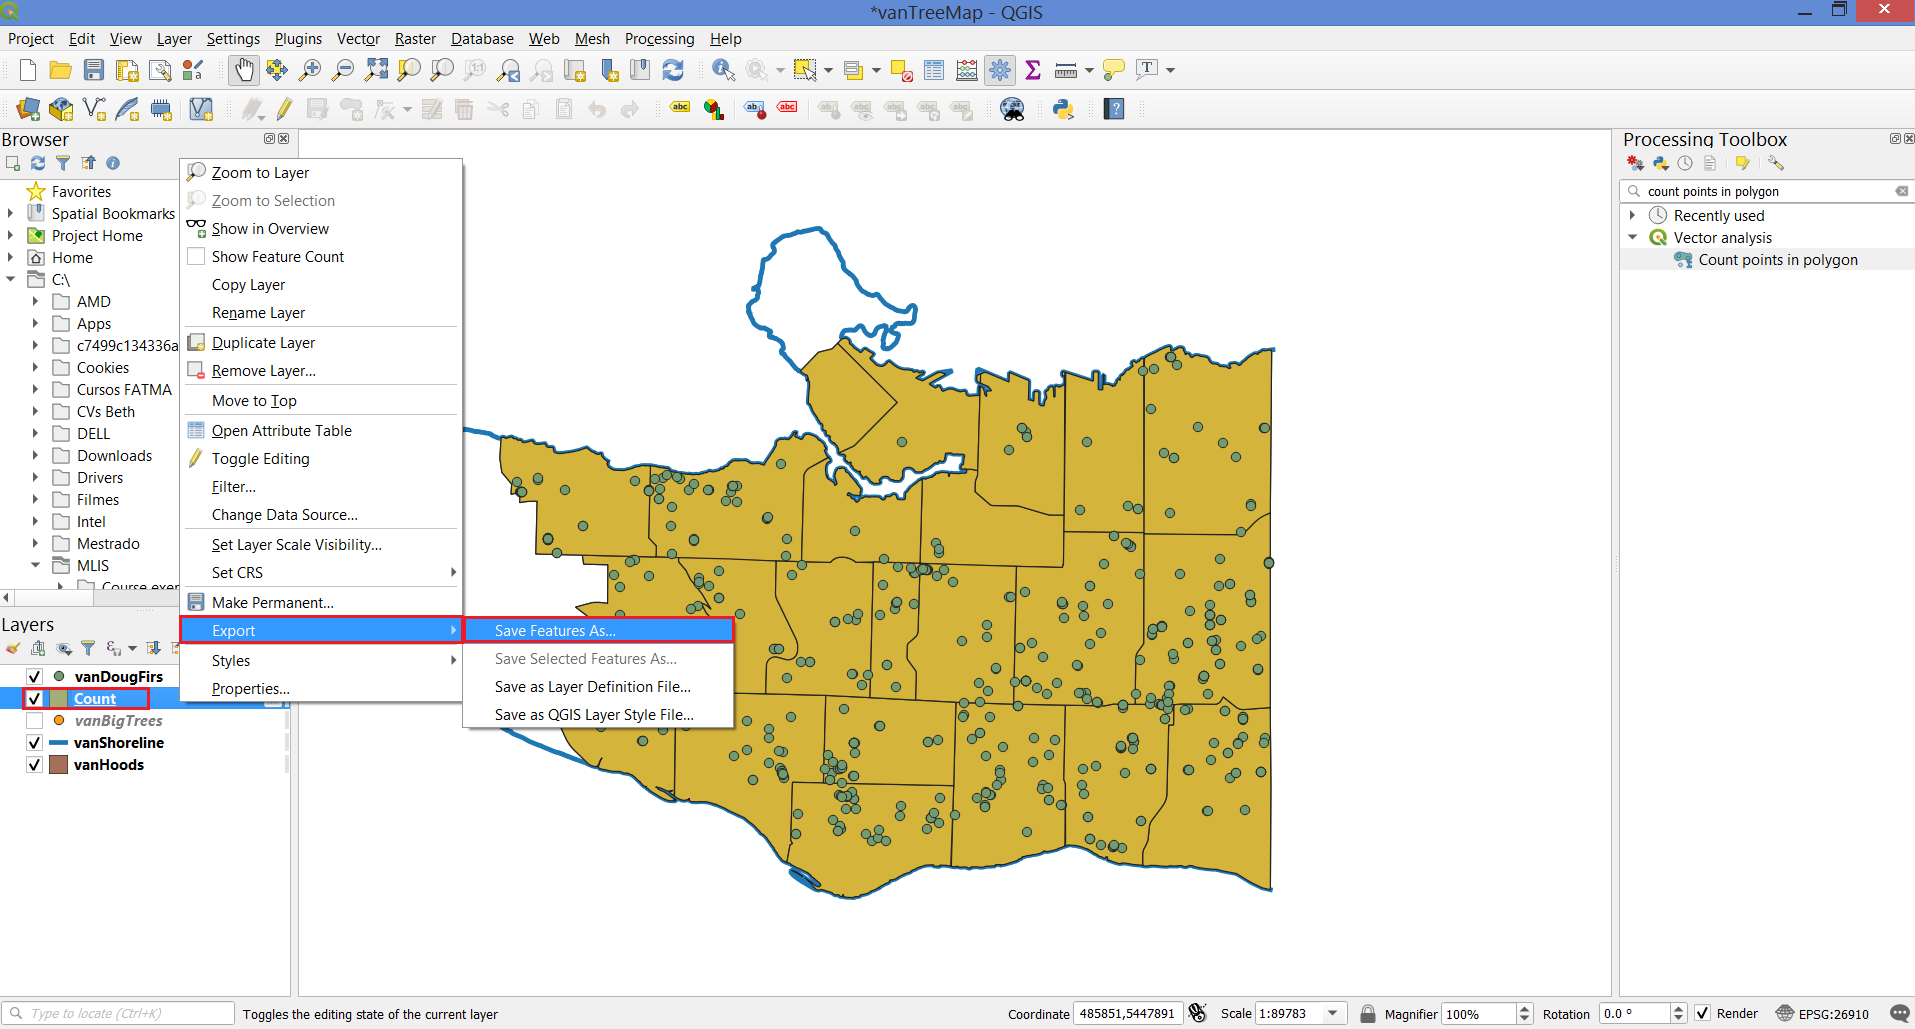 *vanTreeMap - QGIS
Project Edit View Layer Settings Plugins Vector Raster Database Web Mesh Processing Help
Browser
Favorites
Spatial Bookmarks
Project Home
Home
C:\
AMD
Apps
c7499c134336a
Cookies
Cursos FATMA
CVs Beth
DELL
Downloads
Drivers
Filmes
Intel
Mestrado
MLIS
Course exer
Zoom to Layer
Zoom to Selection
Show in Overview
Show Feature Count
Copy Layer
Rename Layer
Duplicate Layer
Remove Layer...
Move to Top
Open Attribute Table
Toggle Editing
Filter...
Change Data Source...
Set Layer Scale Visibility...
Set CRS
Make Permanent...
Export
Styles
Properties...
Save Features As...
Save Selected Features As...
Save as Layer Definition File...
Save as QGIS Layer Style File...
Layers
vanDougFirs
Count
vanBigTrees
vanShoreline
vanHoods
Processing Toolbox
count points in polygon
Recently used
Vector analysis
Count points in polygon
Type to locate (Ctrl+K)
Toggles the editing state of the current layer
Coordinate 485851,5447891
Scale 1:89783
Magnifier 100%
Rotation 0.0 °
Render
EPSG:26910